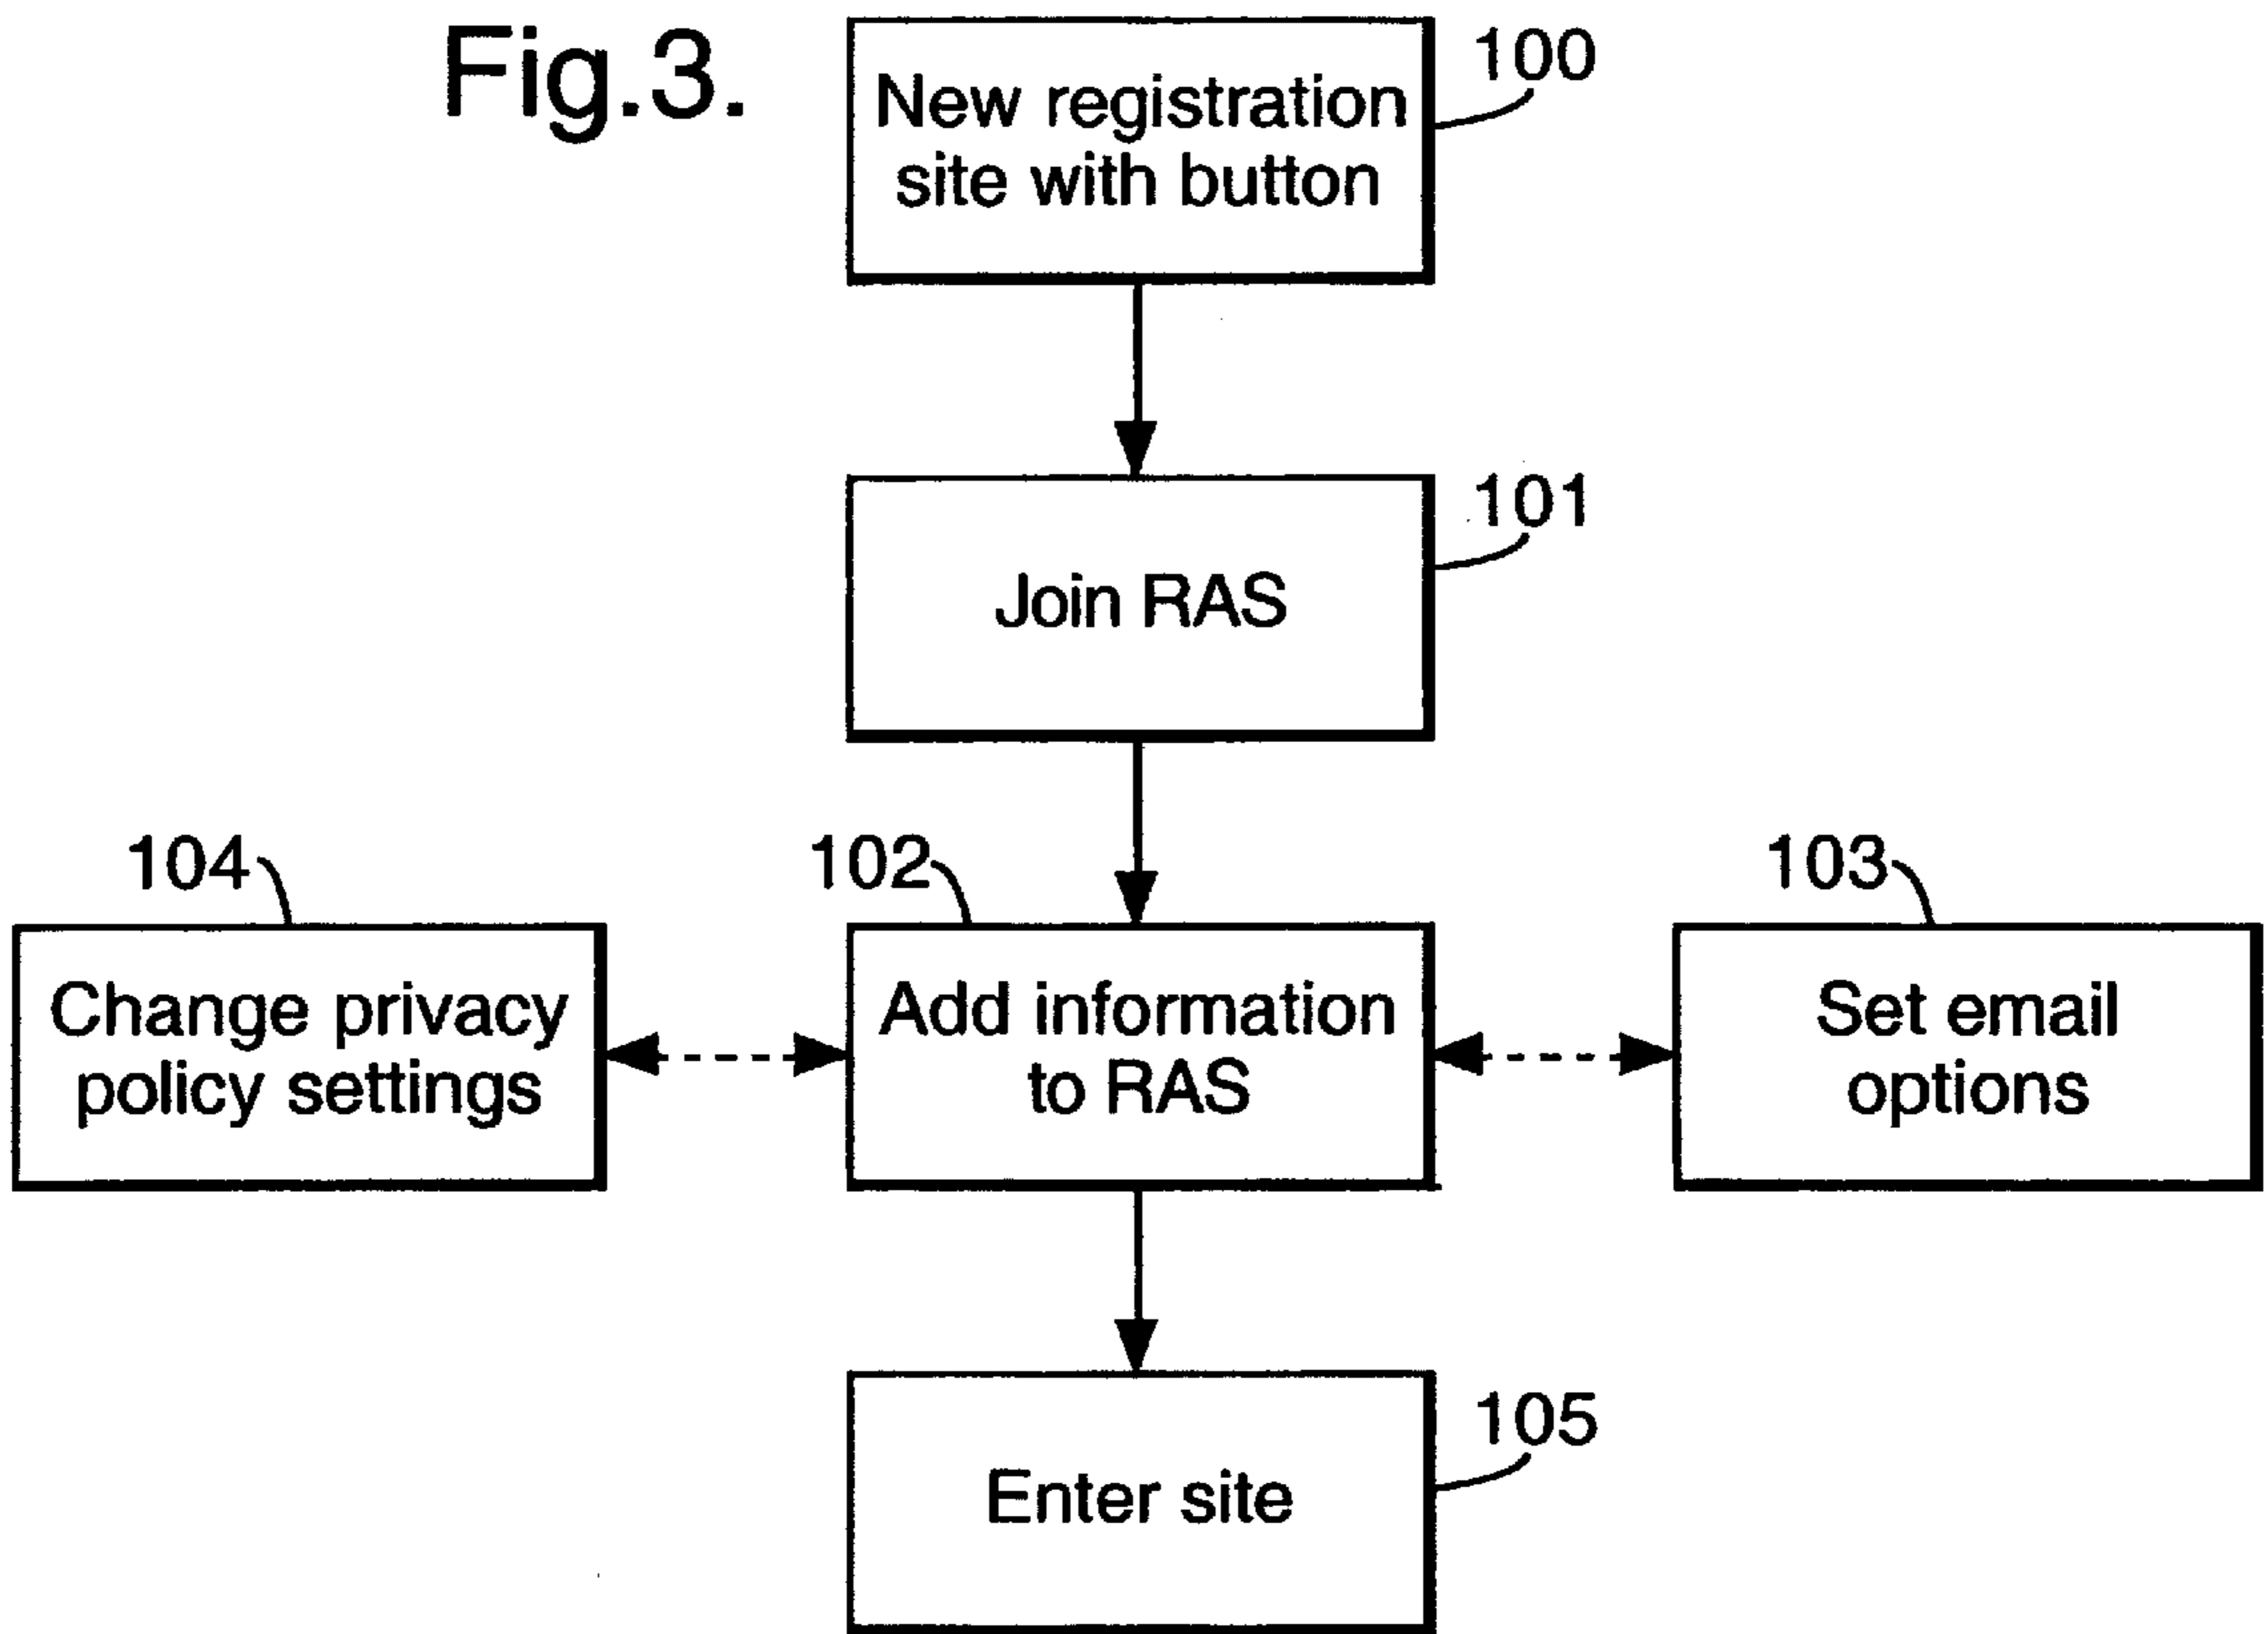 Fig.3.
New registration
site with button
100
Join RAS
101
104
102
103
Change privacy
policy settings
Add information
to RAS
Set email
options
Enter site
105